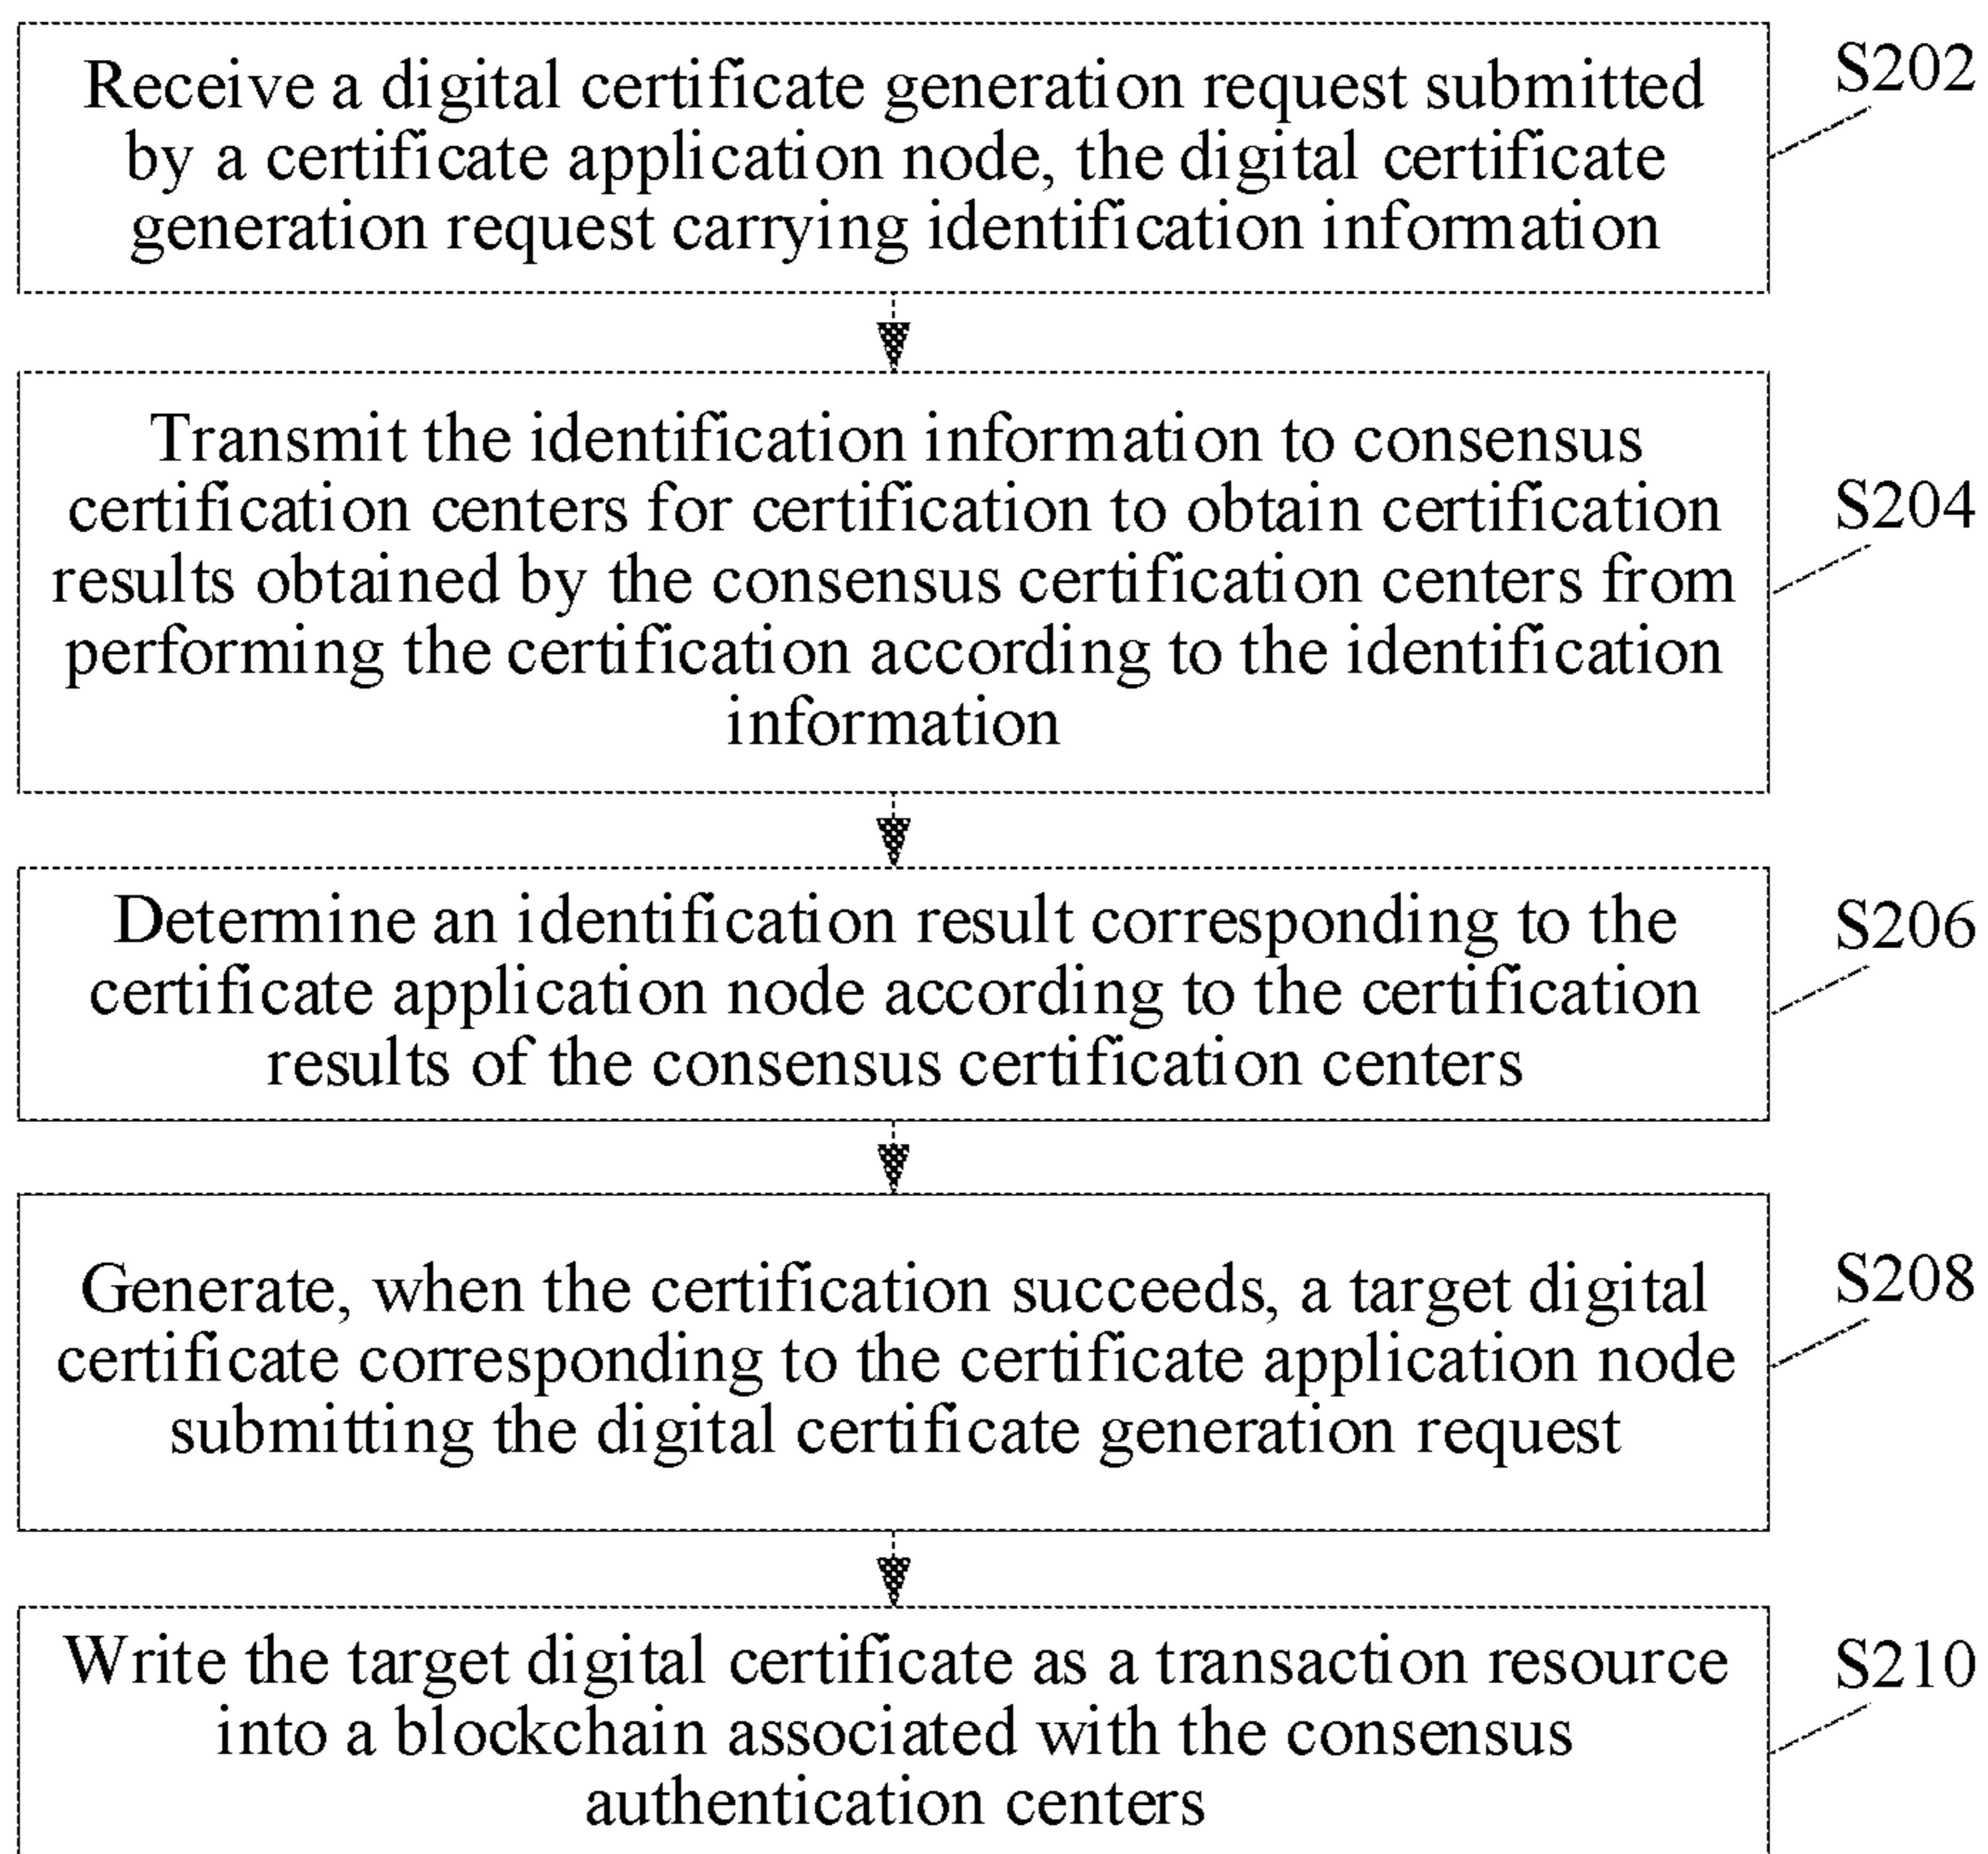 Receive a digital certificate generation request submitted
by a certificate application node, the digital certificate
generation request carrying identification information
S202
Transmit the identification information to consensus
certification centers for certification to obtain certification
results obtained by the consensus certification centers from
performing the certification according to the identification
information
S204
Determine an identification result corresponding to the
certificate application node according to the certification
results of the consensus certification centers
S206
Generate, when the certification succeeds, a target digital
certificate corresponding to the certificate application node
submitting the digital certificate generation request
S208
Write the target digital certificate as a transaction resource
into a blockchain associated with the consensus
authentication centers
S210